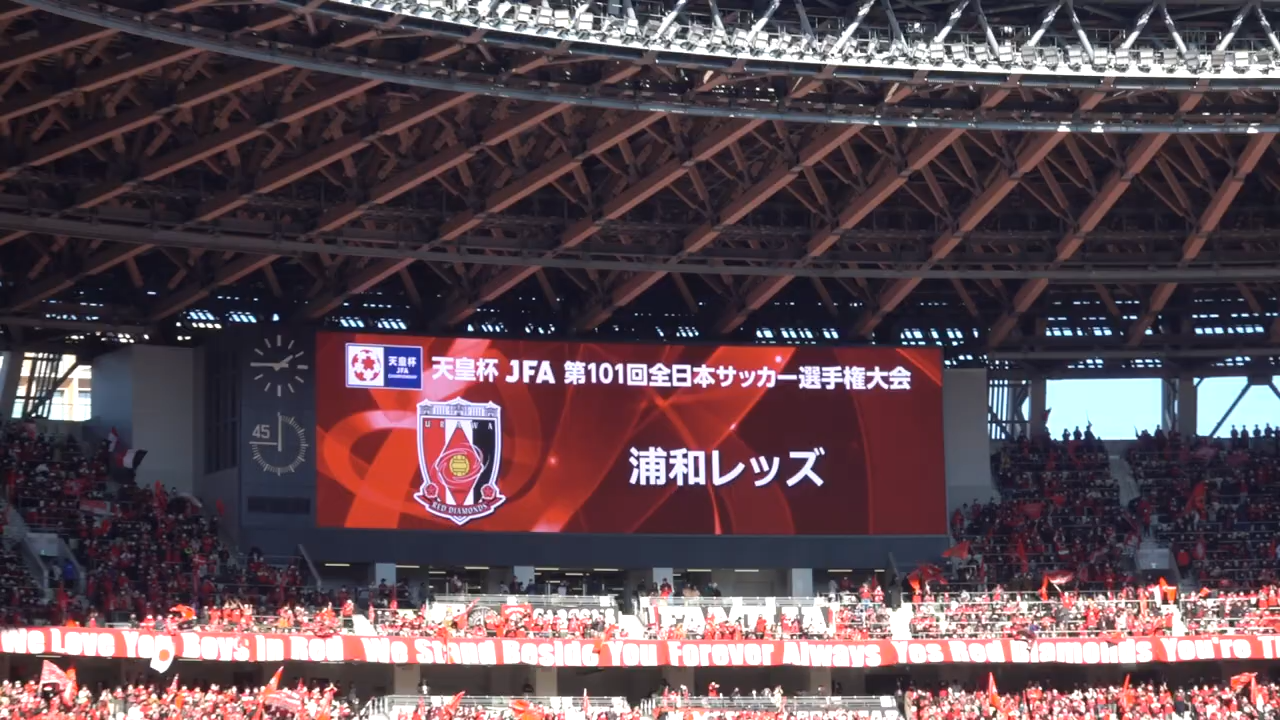 天皇杯 JFA 第101回全日本サッカー選手権大会
天皇杯
JFA
CHAMPIONSHIP
URAWA
RED DIAMONDS
浦和レッズ
45
We Love You Boys In Red We Stand Beside You Forever Always Yes Red Diamonds You're T